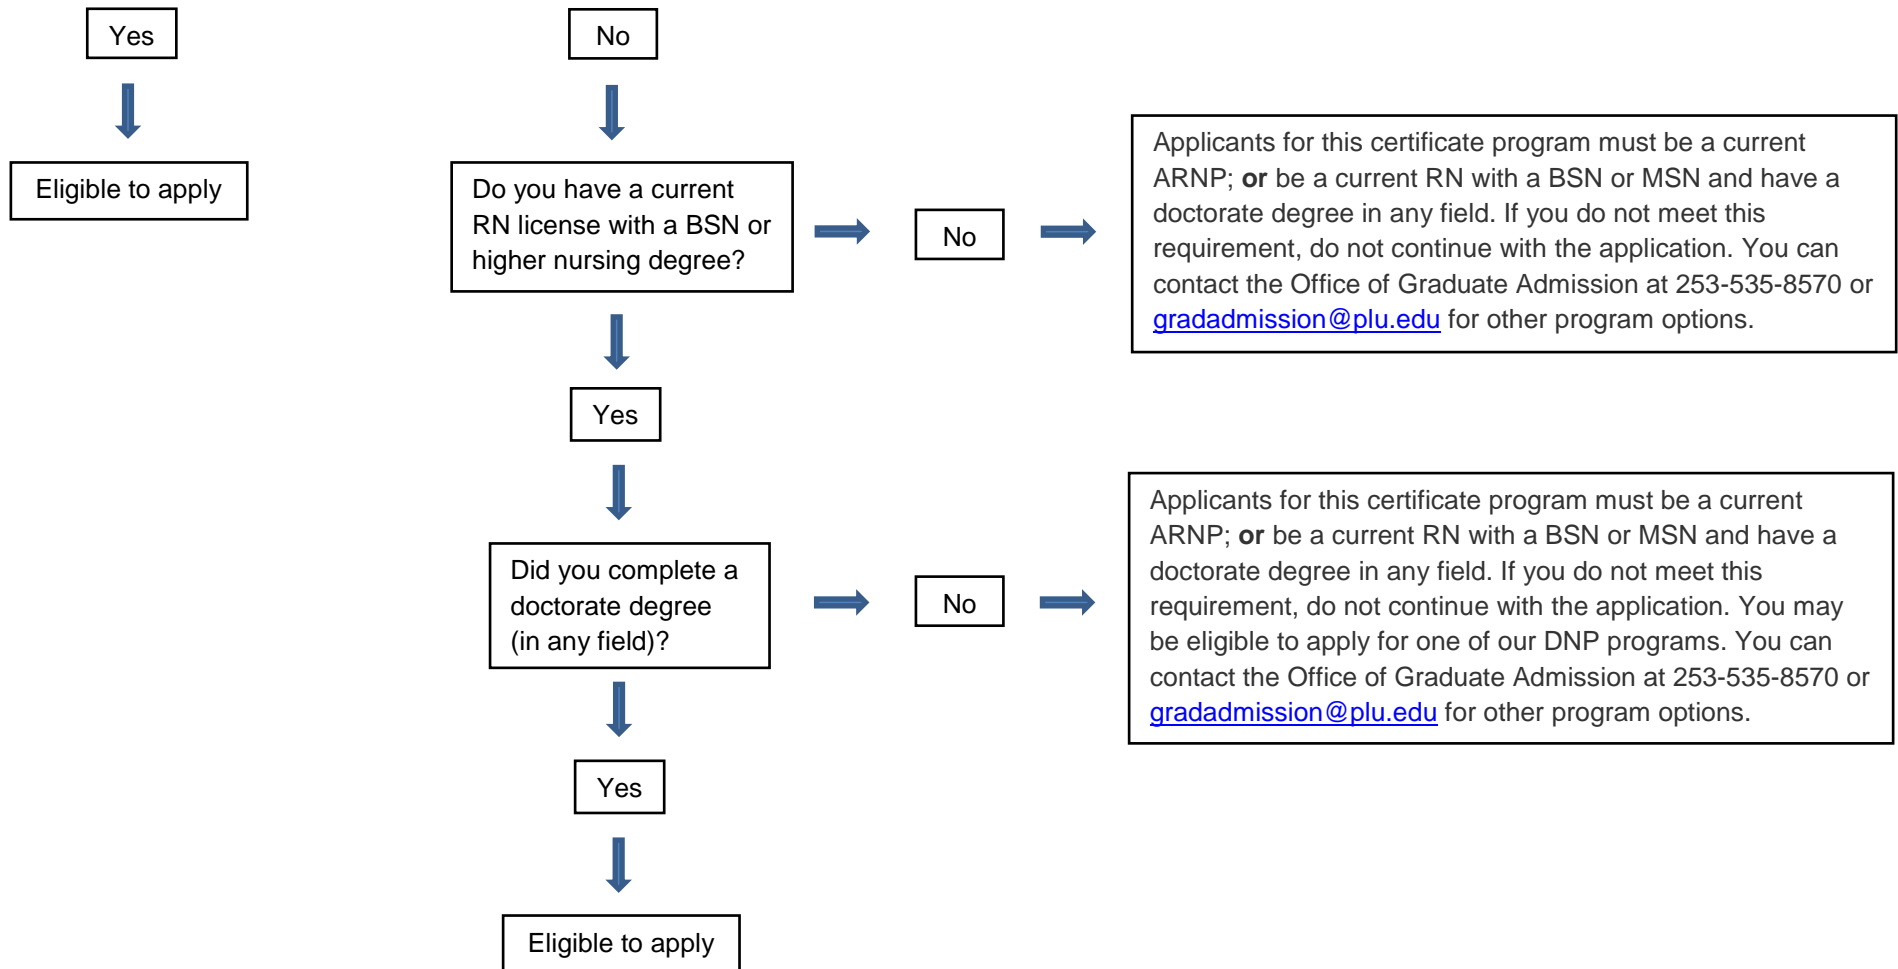 Yes
No
Eligible to apply
Do you have a current
RN license with a BSN or
higher nursing degree?
No
Applicants for this certificate program must be a current
ARNP; or be a current RN with a BSN or MSN and have a
doctorate degree in any field. If you do not meet this
requirement, do not continue with the application. You can
contact the Office of Graduate Admission at 253-535-8570 or
gradadmission@plu.edu for other program options.
Yes
Did you complete a
doctorate degree
(in any field)?
No
Applicants for this certificate program must be a current
ARNP; or be a current RN with a BSN or MSN and have a
doctorate degree in any field. If you do not meet this
requirement, do not continue with the application. You may
be eligible to apply for one of our DNP programs. You can
contact the Office of Graduate Admission at 253-535-8570 or
gradadmission@plu.edu for other program options.
Yes
Eligible to apply